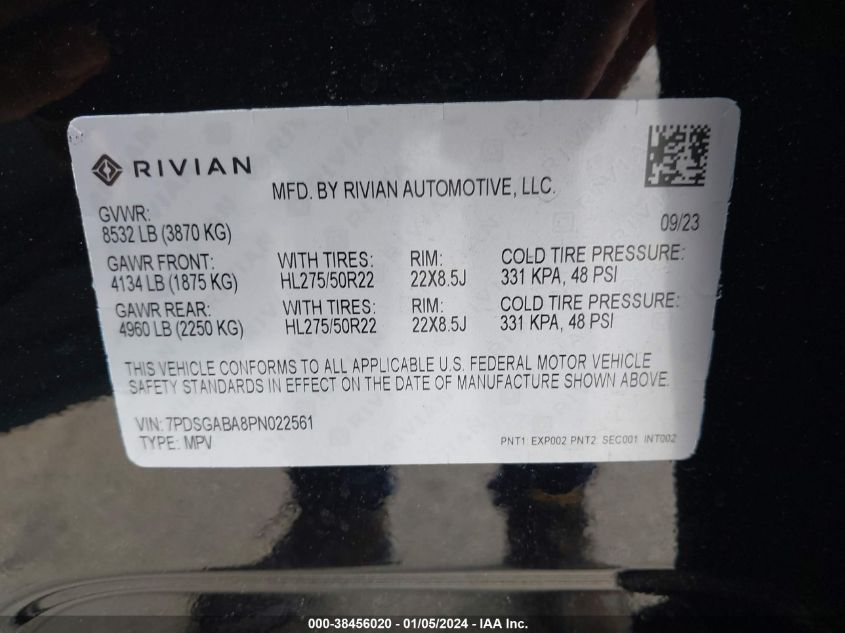 RIVIAN
MFD. BY RIVIAN AUTOMOTIVE, LLC.
09/23
GVWR:
8532 LB (3870 KG)
GAWR FRONT: WITH TIRES: RIM: COLD TIRE PRESSURE:
4134 LB (1875 KG) HL275/50R22 22X8.5J 331 KPA, 48 PSI
GAWR REAR: WITH TIRES: RIM: COLD TIRE PRESSURE:
4960 LB (2250 KG) HL275/50R22 22X8.5J 331 KPA, 48 PSI
THIS VEHICLE CONFORMS TO ALL APPLICABLE U.S. FEDERAL MOTOR VEHICLE
SAFETY STANDARDS IN EFFECT ON THE DATE OF MANUFACTURE SHOWN ABOVE.
VIN: 7PDSGABA8PN022561
TYPE: MPV
PNT1 EXP002 PNT2 SEC001 INT002
000-38456020 - 01/05/2024 - IAA Inc.